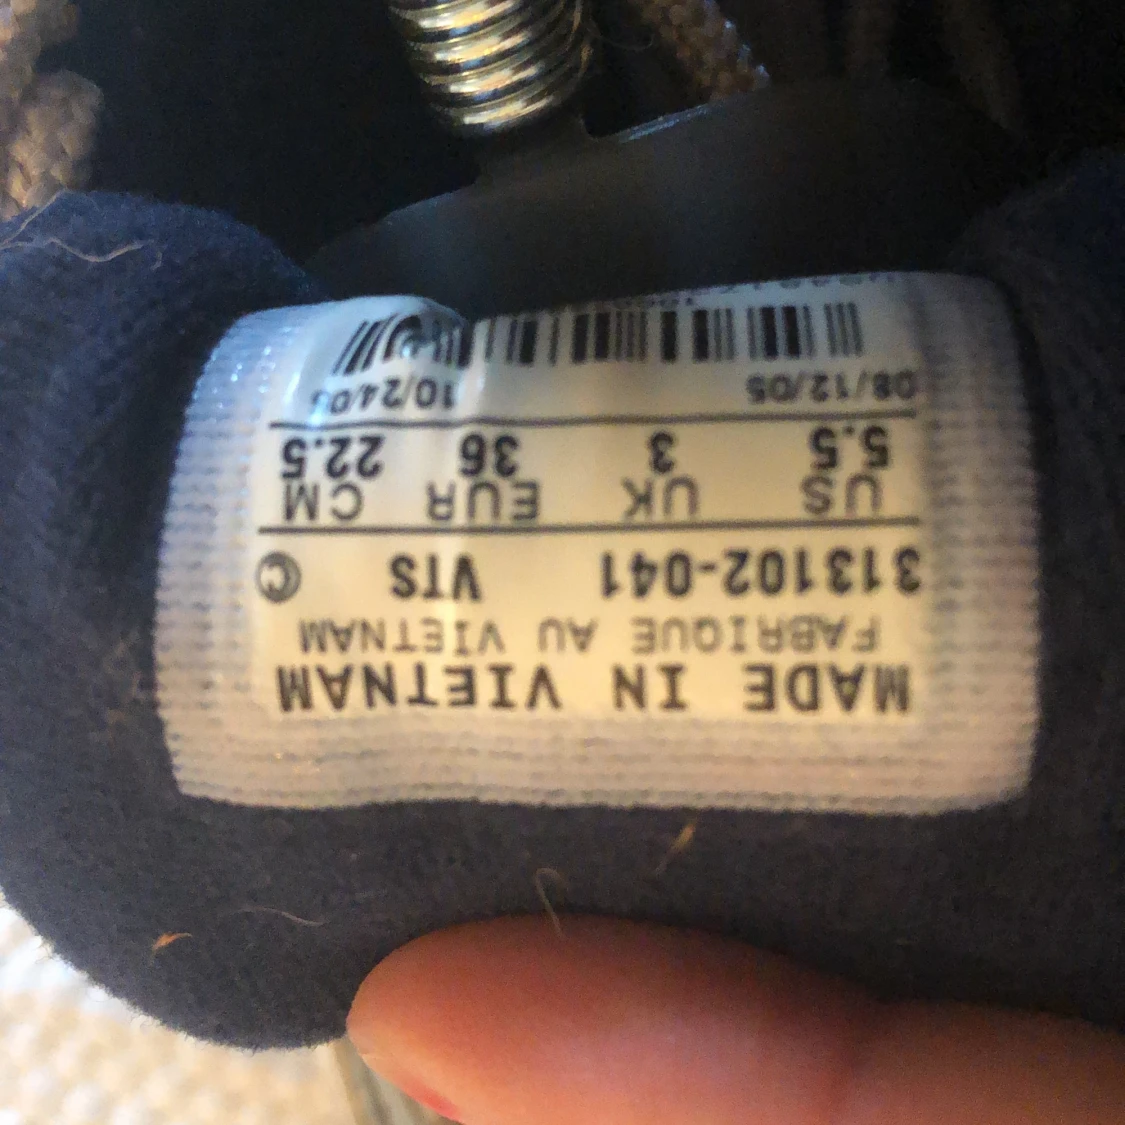 MADE IN VIETNAM
FABRIQUE AU VIETNAM
313102-041 VTS C
US UK EUR CM
5.5 3 36 22.5
08/12/05 10/24/05